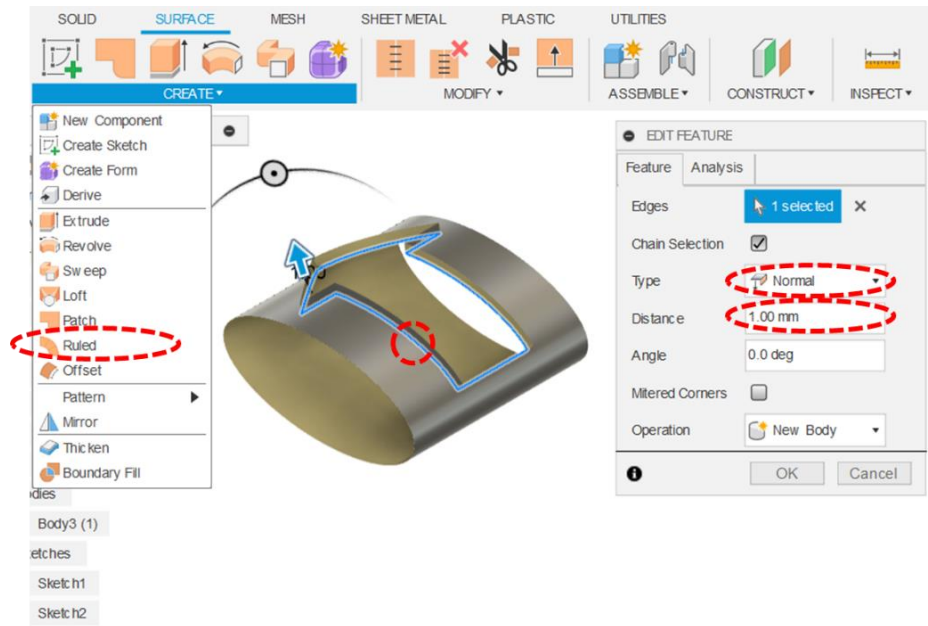 SOLID SURFACE MESH SHEET METAL PLASTIC UTILITIES
CREATE MODIFY ASSEMBLE CONSTRUCT INSPECT
New Component
Create Sketch
Create Form
Derive
Extrude
Revolve
Sweep
Loft
Patch
Ruled
Offset
Pattern
Mirror
Thicken
Boundary Fill
odies
Body3 (1)
etches
Sketch1
Sketch2
EDIT FEATURE
Feature Analysis
Edges 1 selected
Chain Selection
Type Normal
Distance 1.00 mm
Angle 0.0 deg
Mitered Corners
Operation New Body
OK Cancel